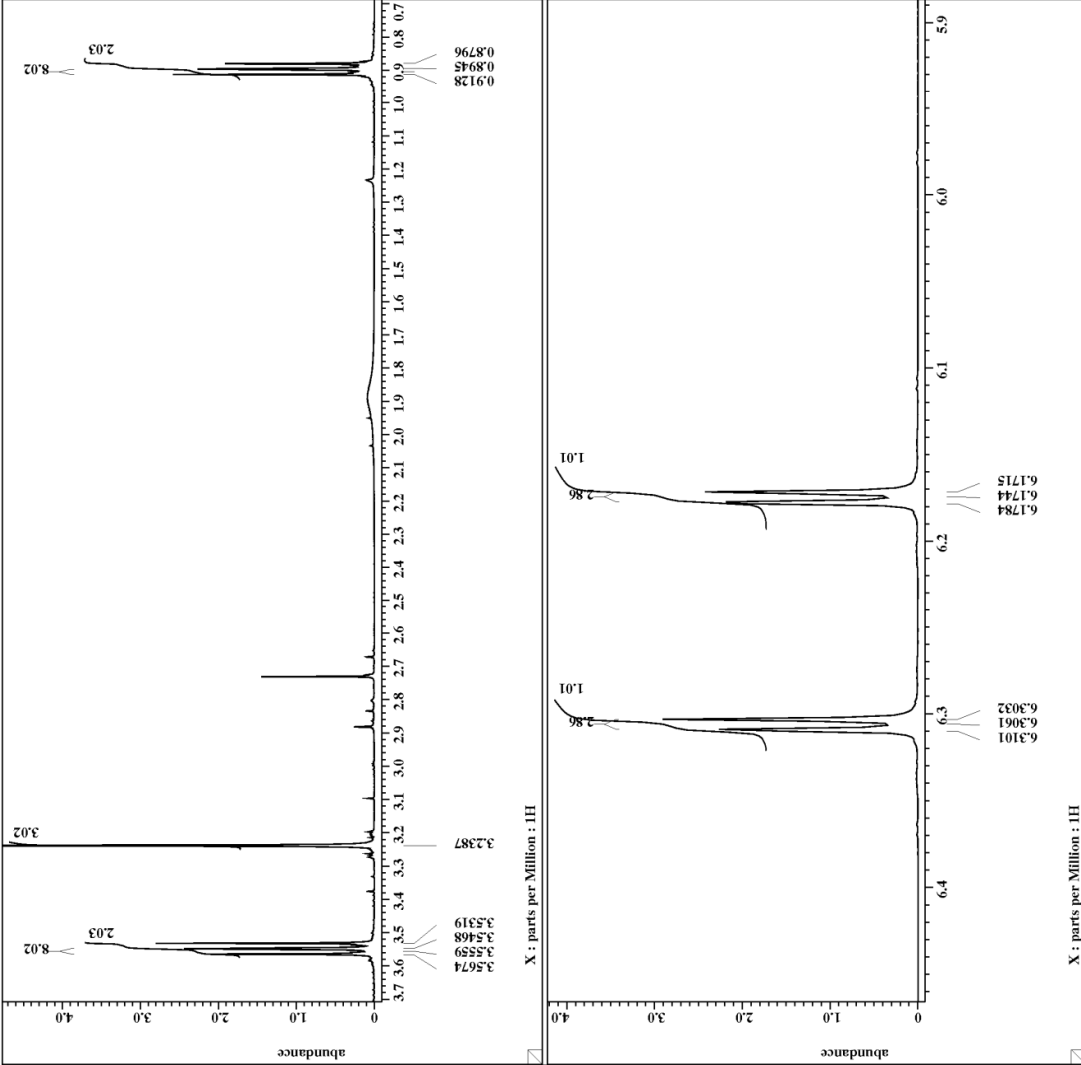 4.0 3.0 2.0 1.0 0
abundance
2.03
8.02
3.02
2.03
8.02
3.7 3.6 3.5 3.4 3.3 3.2 3.1 3.0 2.9 2.8 2.7 2.6 2.5 2.4 2.3 2.2 2.1 2.0 1.9 1.8 1.7 1.6 1.5 1.4 1.3 1.2 1.1 1.0 0.9 0.8 0.7
3.5674
3.5559
3.5468
3.5319
3.2387
0.9128
0.8945
0.8796
X : parts per Million : 1H
4.0 3.0 2.0 1.0 0
abundance
1.01
2.86
1.01
2.86
6.4 6.3 6.2 6.1 6.0 5.9
6.3101
6.3061
6.3032
6.1784
6.1744
6.1715
X : parts per Million : 1H